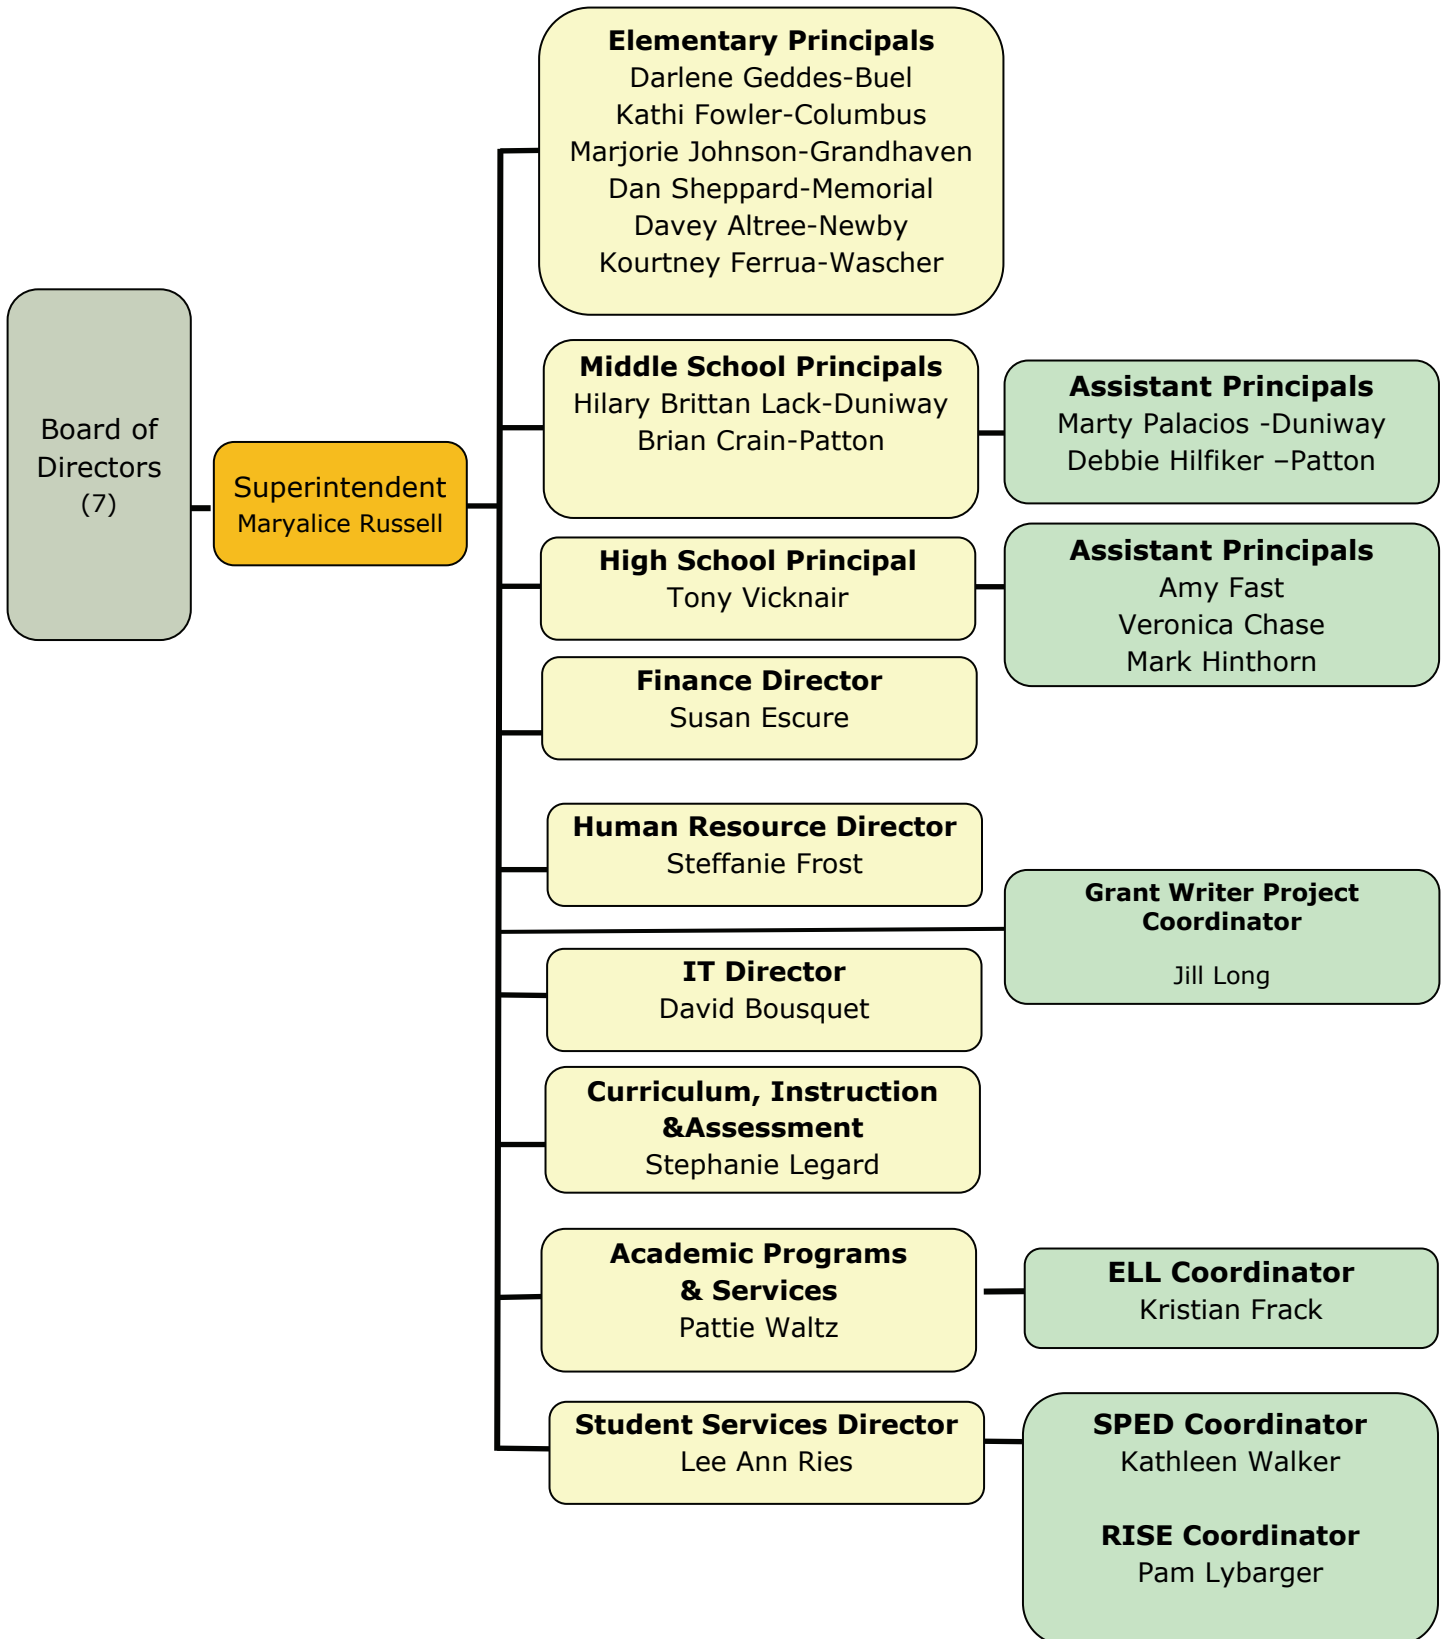 Elementary Principals
Darlene Geddes-Buel
Kathi Fowler-Columbus
Marjorie Johnson-Grandhaven
Dan Sheppard-Memorial
Davey Altree-Newby
Kourtney Ferrua-Wascher
Board of
Directors
(7)
Superintendent
Maryalice Russell
Middle School Principals
Hilary Brittan Lack-Duniway
Brian Crain-Patton
Assistant Principals
Marty Palacios -Duniway
Debbie Hilfiker –Patton
High School Principal
Tony Vicknair
Assistant Principals
Amy Fast
Veronica Chase
Mark Hinthorn
Finance Director
Susan Escure
Human Resource Director
Steffanie Frost
Grant Writer Project
Coordinator
Jill Long
IT Director
David Bousquet
Curriculum, Instruction
&Assessment
Stephanie Legard
Academic Programs
& Services
Pattie Waltz
ELL Coordinator
Kristian Frack
Student Services Director
Lee Ann Ries
SPED Coordinator
Kathleen Walker
RISE Coordinator
Pam Lybarger